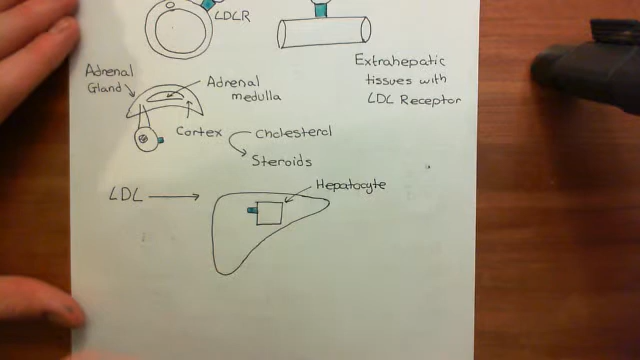 LDLR
Extrahepatic
tissues with
LDL Receptor
Adrenal
Gland
Adrenal
medulla
Cortex
Cholesterol
Steroids
LDL
Hepatocyte